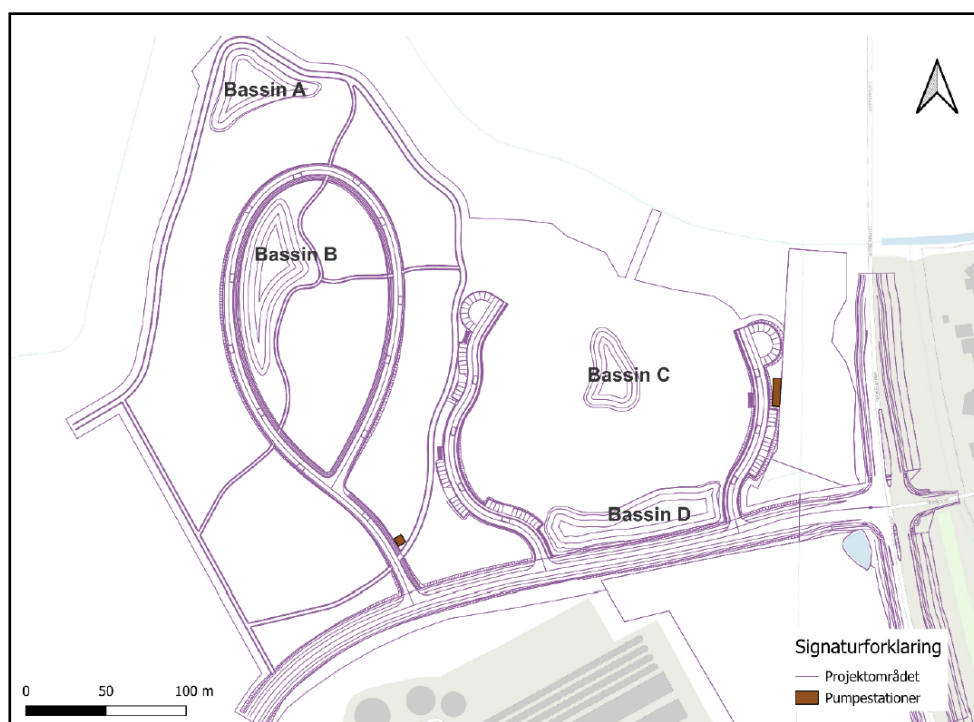 Bassin A
Bassin B
Bassin C
Bassin D
Signaturforklaring
Projektområdet
Pumpestationer
0 50 100 m